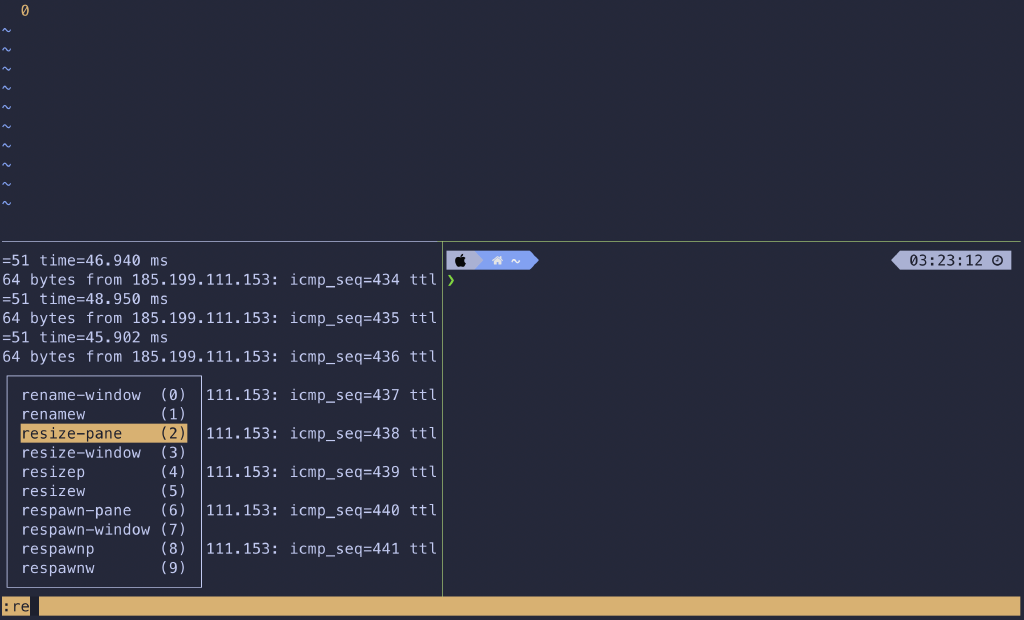 0
~
~
~
~
~
~
~
~
~
~
=51 time=46.940 ms
64 bytes from 185.199.111.153: icmp_seq=434 ttl
=51 time=48.950 ms
64 bytes from 185.199.111.153: icmp_seq=435 ttl
=51 time=45.902 ms
64 bytes from 185.199.111.153: icmp_seq=436 ttl
rename-window (0) 111.153: icmp_seq=437 ttl
renamew (1)
resize-pane (2) 111.153: icmp_seq=438 ttl
resize-window (3)
resizep (4) 111.153: icmp_seq=439 ttl
resizew (5)
respawn-pane (6) 111.153: icmp_seq=440 ttl
respawn-window (7)
respawnp (8) 111.153: icmp_seq=441 ttl
respawnw (9)
~ 03:23:12
❯
:re